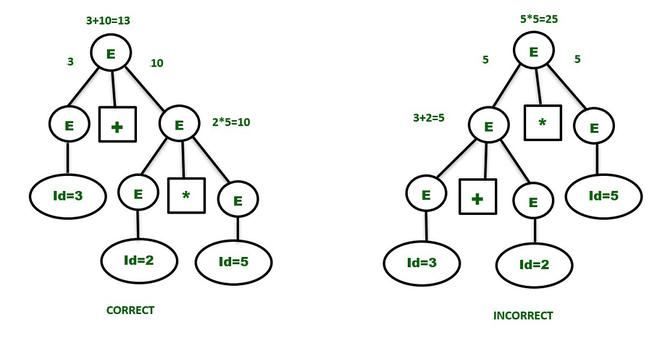 3+10=13
E
3
10
E
+
E
2*5=10
Id=3
E
*
E
Id=2
Id=5
CORRECT
5*5=25
E
5
5
3+2=5
E
*
E
E
+
E
Id=5
Id=3
Id=2
INCORRECT